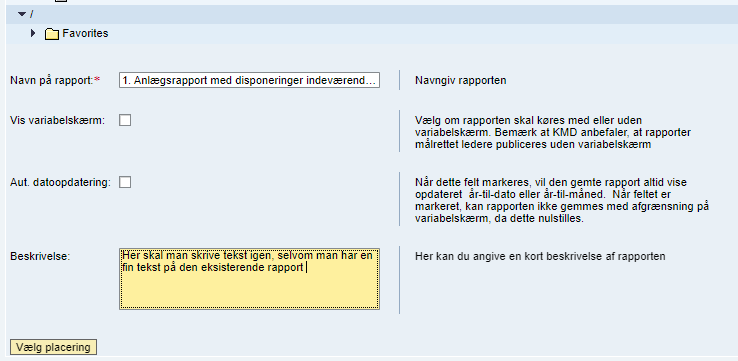 /
Favorites
Navn på rapport:*
1. Anlægsrapport med disponeringer indeværend...
Navngiv rapporten
Vis variabelskærm:
Vælg om rapporten skal køres med eller uden
variabelskærm. Bemærk at KMD anbefaler, at rapporter
målrettet ledere publiceres uden variabelskærm
Aut. datoopdatering:
Når dette felt markeres, vil den gemte rapport altid vise
opdateret år-til-dato eller år-til-måned. Når feltet er
markeret, kan rapporten ikke gemmes med afgrænsning på
variabelskærm, da dette nulstilles.
Beskrivelse:
Her skal man skrive tekst igen, selvom man har en
fin tekst på den eksisterende rapport
Her kan du angive en kort beskrivelse af rapporten
Vælg placering